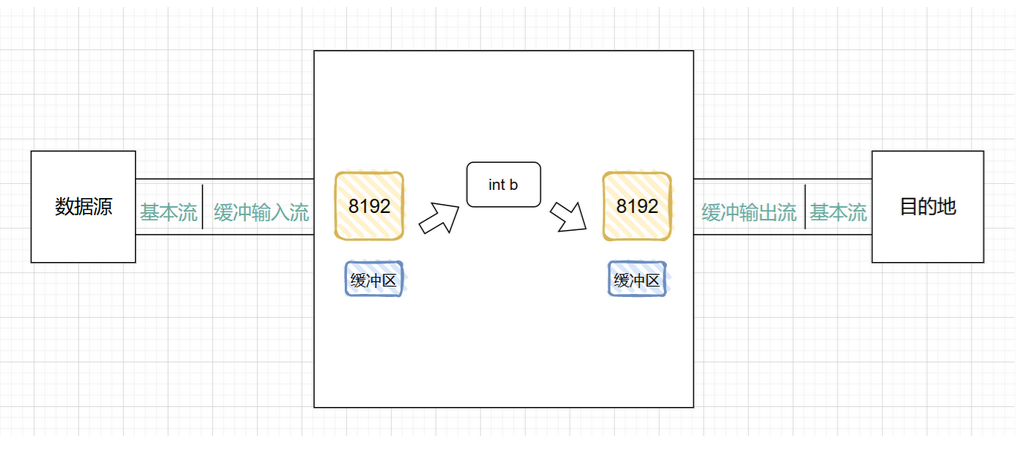 数据源
基本流
缓冲输入流
8192
缓冲区
int b
8192
缓冲区
缓冲输出流
基本流
目的地